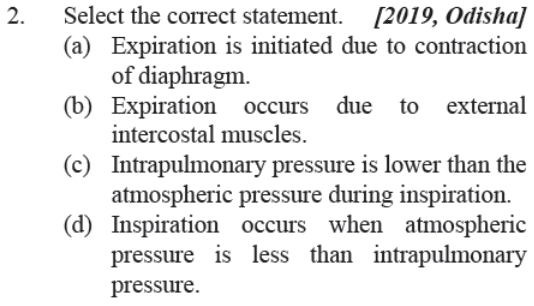 2. Select the correct statement. [2019, Odisha]
(a) Expiration is initiated due to contraction
of diaphragm.
(b) Expiration occurs due to external
intercostal muscles.
(c) Intrapulmonary pressure is lower than the
atmospheric pressure during inspiration.
(d) Inspiration occurs when atmospheric
pressure is less than intrapulmonary
pressure.